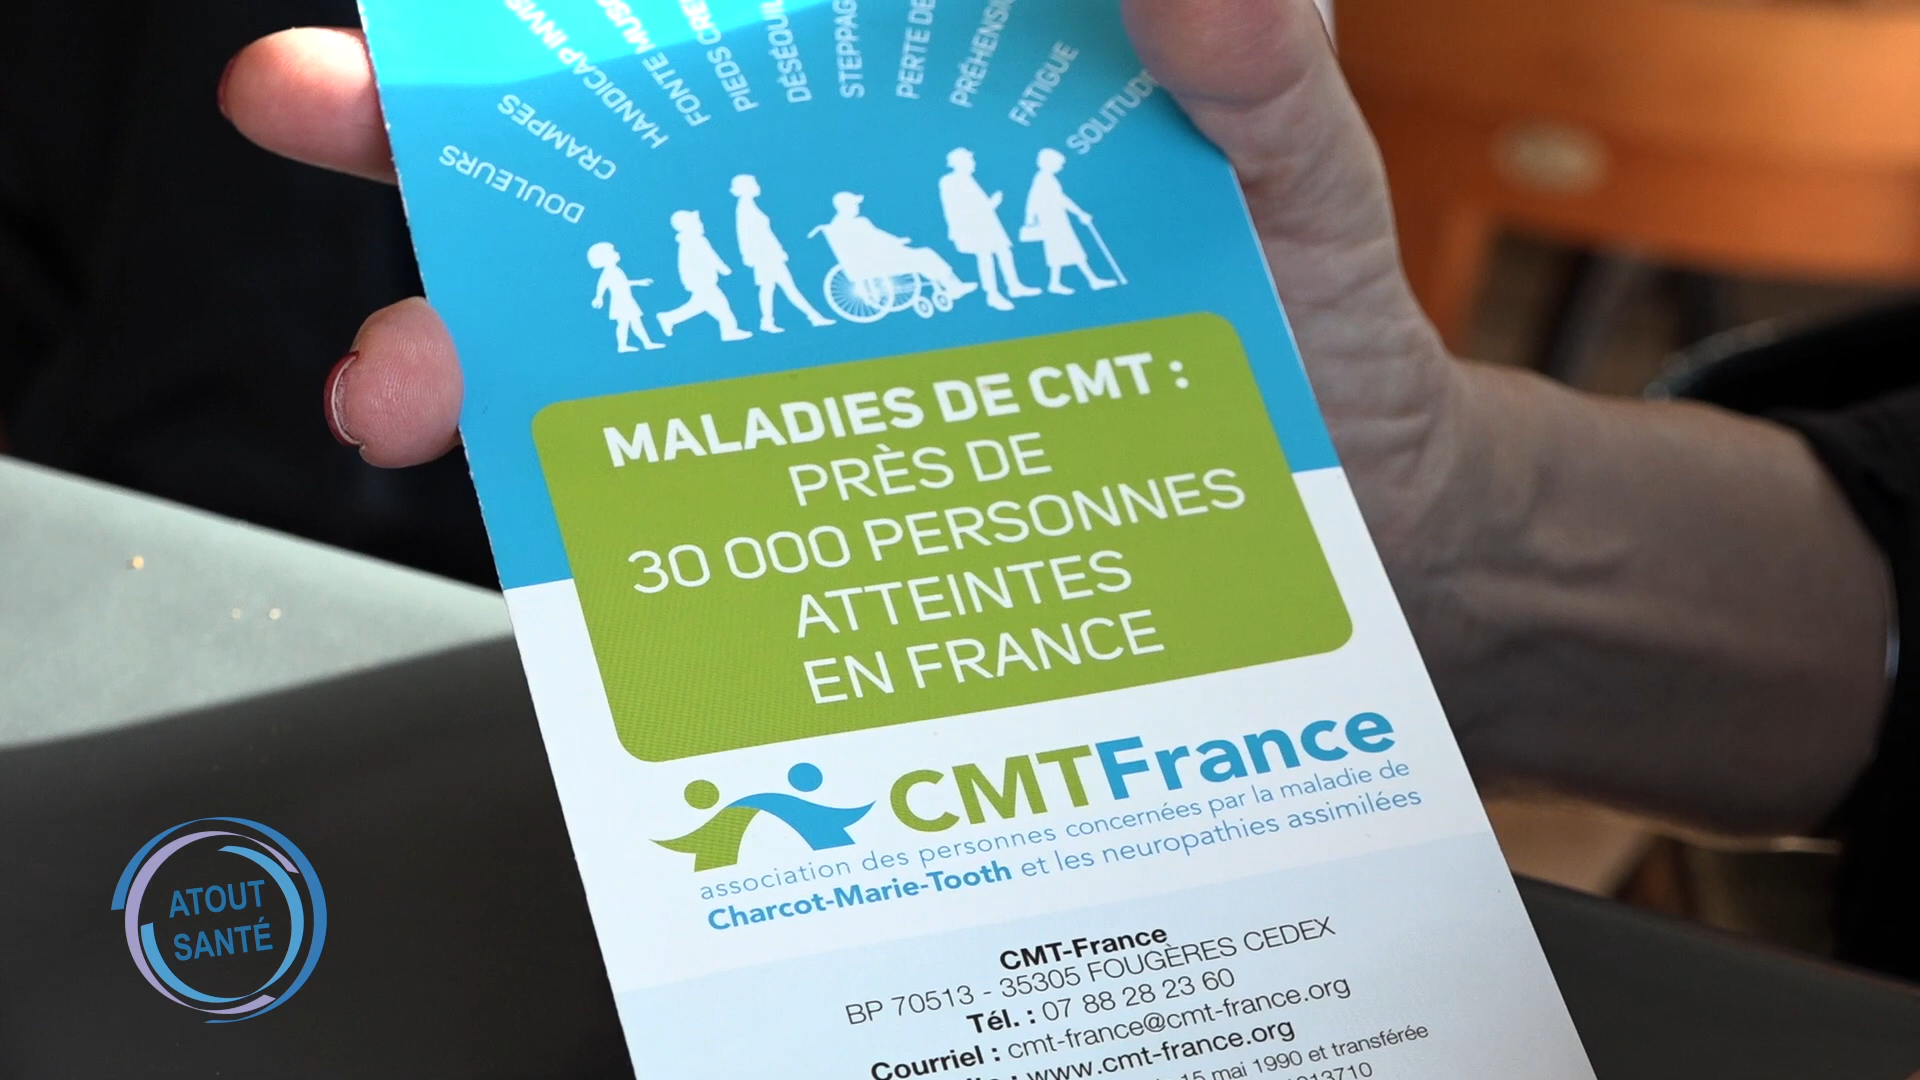 DOULEURS
CRAMPES
HANDICAP
FONTE
PIEDS
PERTE DE
FATIGUE
MALADIES DE CMT :
PRÈS DE
30 000 PERSONNES
ATTEINTES
EN FRANCE
CMTFrance
association des personnes concernées par la maladie de
Charcot-Marie-Tooth et les neuropathies assimilées
CMT-France
BP 70513 - 35305 FOUGÈRES CEDEX
Tél. : 07 88 28 23 60
Courriel : cmt-france@cmt-france.org
: www.cmt-france.org
15 mai 1990 et transférée
ATOUT
SANTÉ